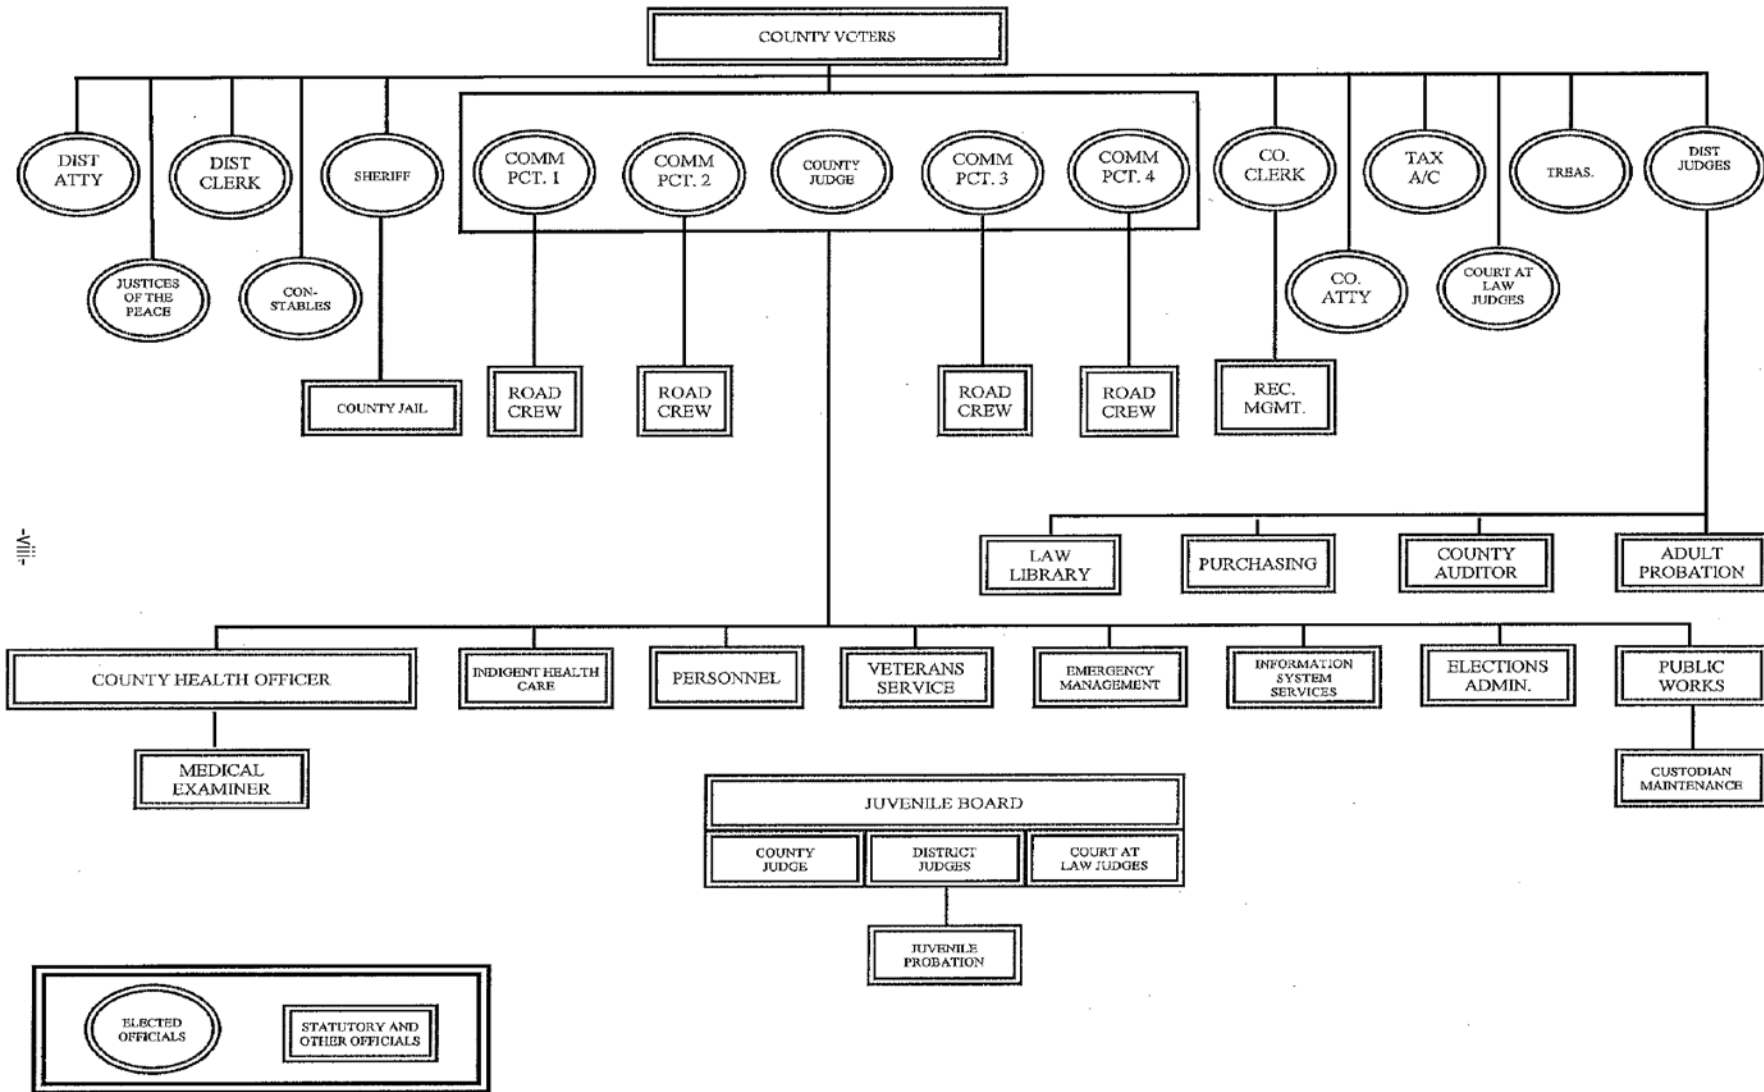 COUNTY VOTERS
DIST
ATTY
DIST
CLERK
SHERIFF
COMM
PCT. 1
COMM
PCT. 2
COUNTY
JUDGE
COMM
PCT. 3
COMM
PCT. 4
CO.
CLERK
TAX
A/C
TREAS.
DIST
JUDGES
JUSTICES
OF THE
PEACE
CON-
STABLES
CO.
ATTY
COURT AT
LAW
JUDGES
COUNTY JAIL
ROAD
CREW
ROAD
CREW
ROAD
CREW
ROAD
CREW
REC.
MGMT.
-viii-
LAW
LIBRARY
PURCHASING
COUNTY
AUDITOR
ADULT
PROBATION
COUNTY HEALTH OFFICER
INDIGENT HEALTH
CARE
PERSONNEL
VETERANS
SERVICE
EMERGENCY
MANAGEMENT
INFORMATION
SYSTEM
SERVICES
ELECTIONS
ADMIN.
PUBLIC
WORKS
MEDICAL
EXAMINER
CUSTODIAN
MAINTENANCE
JUVENILE BOARD
COUNTY
JUDGE
DISTRICT
JUDGES
COURT AT
LAW JUDGES
JUVENILE
PROBATION
ELECTED
OFFICIALS
STATUTORY AND
OTHER OFFICIALS